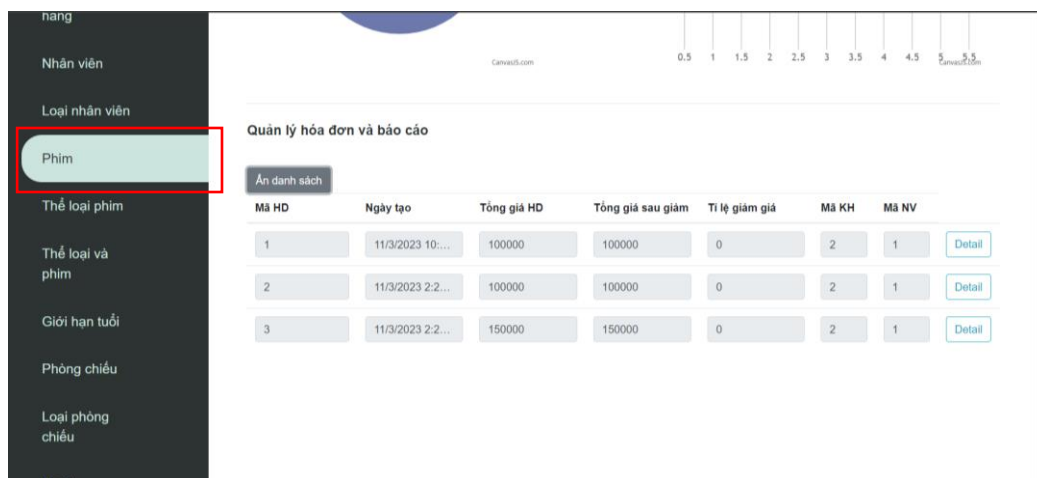 hàng
Nhân viên
Loại nhân viên
Phim
Thể loại phim
Thể loại và
phim
Giới hạn tuổi
Phòng chiếu
Loại phòng
chiếu
CanvasJS.com
0.5 1 1.5 2 2.5 3 3.5 4 4.5 5 5.5
CanvasJS.com
Quản lý hóa đơn và báo cáo
Ẩn danh sách
Mã HD Ngày tạo Tổng giá HD Tổng giá sau giảm Tỉ lệ giảm giá Mã KH Mã NV
1 11/3/2023 10:... 100000 100000 0 2 1 Detail
2 11/3/2023 2:2... 100000 100000 0 2 1 Detail
3 11/3/2023 2:2... 150000 150000 0 2 1 Detail